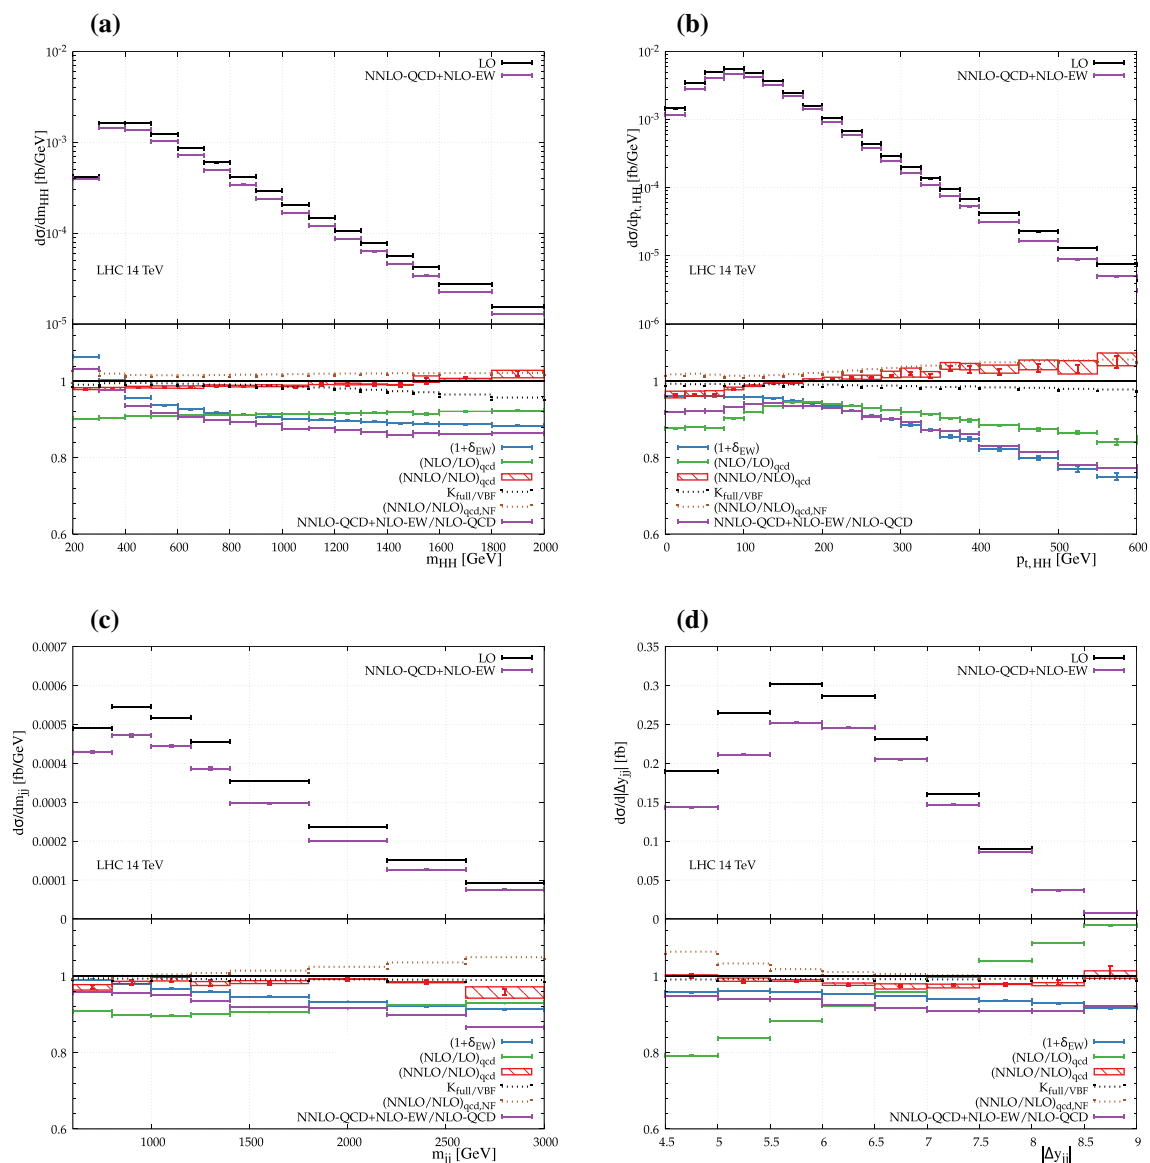 (a)
10⁻²
10⁻³
10⁻⁴
10⁻⁵
dσ/dm_HH [fb/GeV]
LO
NNLO-QCD+NLO-EW
LHC 14 TeV
1
0.8
0.6
(1+δ_EW)
(NLO/LO)_qcd
(NNLO/NLO)_qcd
K_full/VBF
(NNLO/NLO)_qcd,NF
NNLO-QCD+NLO-EW/NLO-QCD
200 400 600 800 1000 1200 1400 1600 1800 2000
m_HH [GeV]
(b)
10⁻²
10⁻³
10⁻⁴
10⁻⁵
10⁻⁶
dσ/dp_t,HH [fb/GeV]
LO
NNLO-QCD+NLO-EW
LHC 14 TeV
1
0.8
0.6
(1+δ_EW)
(NLO/LO)_qcd
(NNLO/NLO)_qcd
K_full/VBF
(NNLO/NLO)_qcd,NF
NNLO-QCD+NLO-EW/NLO-QCD
0 100 200 300 400 500 600
p_t,HH [GeV]
(c)
0.0007
0.0006
0.0005
0.0004
0.0003
0.0002
0.0001
0
dσ/dm_jj [fb/GeV]
LO
NNLO-QCD+NLO-EW
LHC 14 TeV
1
0.8
0.6
(1+δ_EW)
(NLO/LO)_qcd
(NNLO/NLO)_qcd
K_full/VBF
(NNLO/NLO)_qcd,NF
NNLO-QCD+NLO-EW/NLO-QCD
1000 1500 2000 2500 3000
m_jj [GeV]
(d)
0.35
0.3
0.25
0.2
0.15
0.1
0.05
0
dσ/d|Δy_jj| [fb]
LO
NNLO-QCD+NLO-EW
LHC 14 TeV
1
0.8
0.6
(1+δ_EW)
(NLO/LO)_qcd
(NNLO/NLO)_qcd
K_full/VBF
(NNLO/NLO)_qcd,NF
NNLO-QCD+NLO-EW/NLO-QCD
4.5 5 5.5 6 6.5 7 7.5 8 8.5 9
|Δy_jj|